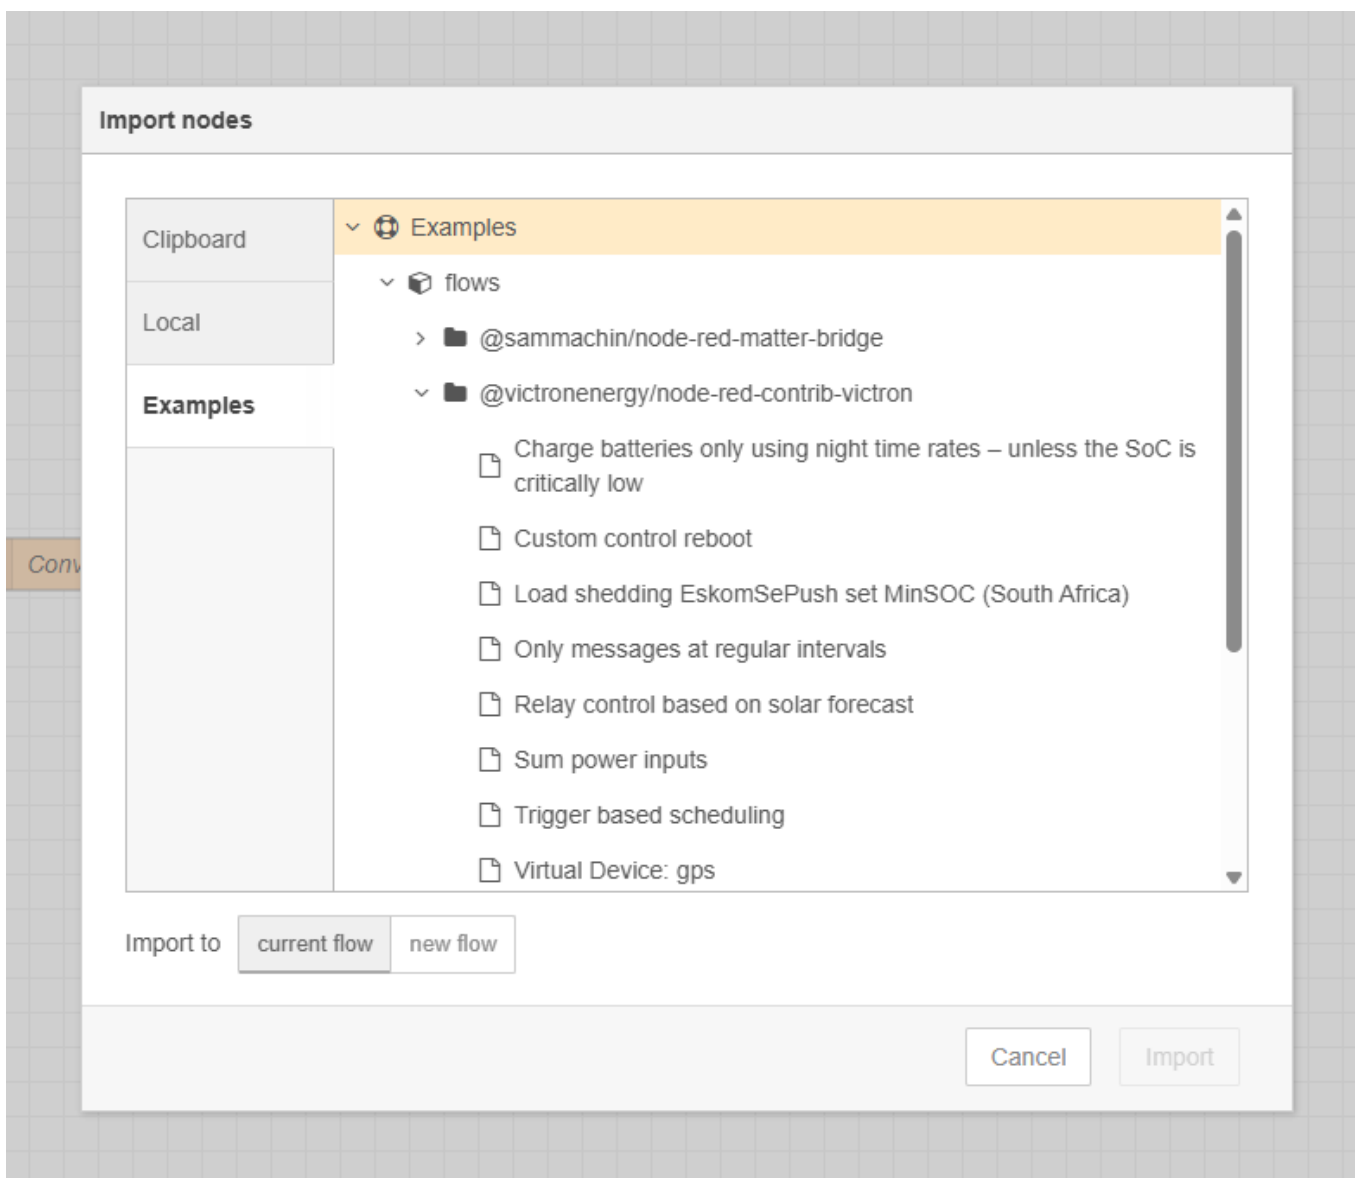 Import nodes
Clipboard
Local
Examples
Examples
flows
@sammachin/node-red-matter-bridge
@victronenergy/node-red-contrib-victron
Charge batteries only using night time rates – unless the SoC is
critically low
Custom control reboot
Load shedding EskomSePush set MinSOC (South Africa)
Only messages at regular intervals
Relay control based on solar forecast
Sum power inputs
Trigger based scheduling
Virtual Device: gps
Conv
Import to current flow new flow
Cancel Import